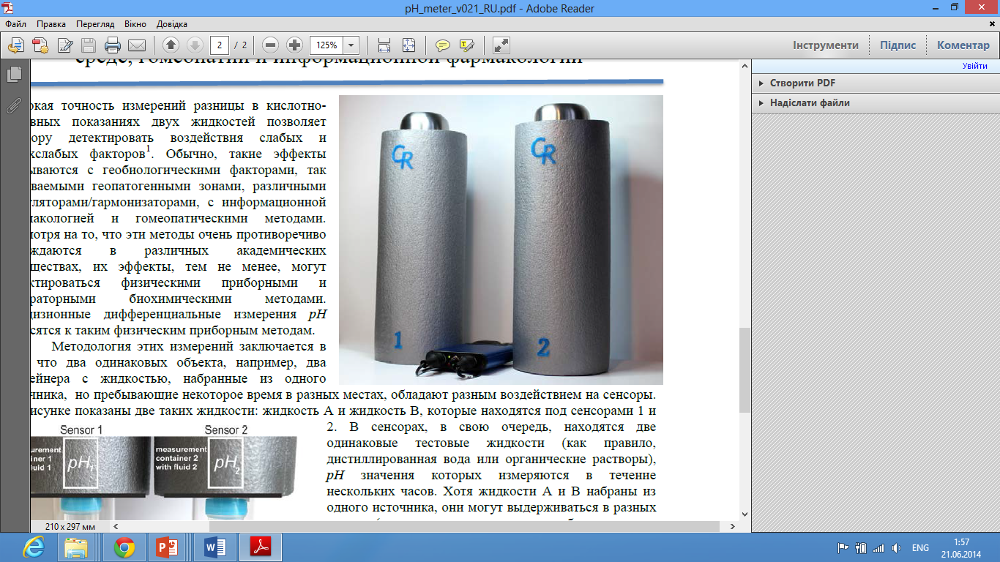 pH_meter_v021_RU.pdf - Adobe Reader
Файл Правка Перегляд Вікно Довідка
2 / 2 125% Інструменти Підпис Коментар
Увійти
Створити PDF
Надіслати файли
среде, гомеопатии и информационной фармакологии
окая точность измерений разницы в кислотно-
вных показаниях двух жидкостей позволяет
ору детектировать воздействия слабых и
хслабых факторов1. Обычно, такие эффекты
ываются с геобиологическими факторами, так
ваемыми геопатогенными зонами, различными
уляторами/гармонизаторами, с информационной
макологией и гомеопатическими методами.
мотря на то, что эти методы очень противоречиво
ждаются в различных академических
ществах, их эффекты, тем не менее, могут
ктироваться физическими приборными и
раторными биохимическими методами.
цизионные дифференциальные измерения pH
сятся к таким физическим приборным методам.
Методология этих измерений заключается в
что два одинаковых объекта, например, два
ейнера с жидкостью, набранные из одного
чника, но пребывающие некоторое время в разных местах, обладают разным воздействием на сенсоры.
исунке показаны две таких жидкости: жидкость А и жидкость В, которые находятся под сенсорами 1 и
2. В сенсорах, в свою очередь, находятся две
одинаковые тестовые жидкости (как правило,
дистиллированная вода или органические растворы),
pH значения которых измеряются в течение
нескольких часов. Хотя жидкости А и В набраны из
одного источника, они могут выдерживаться в разных
CR
1
CR
2
Sensor 1 Sensor 2
urement
iner 1
luid 1
pH1
measurement
container 2
with fluid 2
pH2
210 x 297 мм
ENG
1:57
21.06.2014